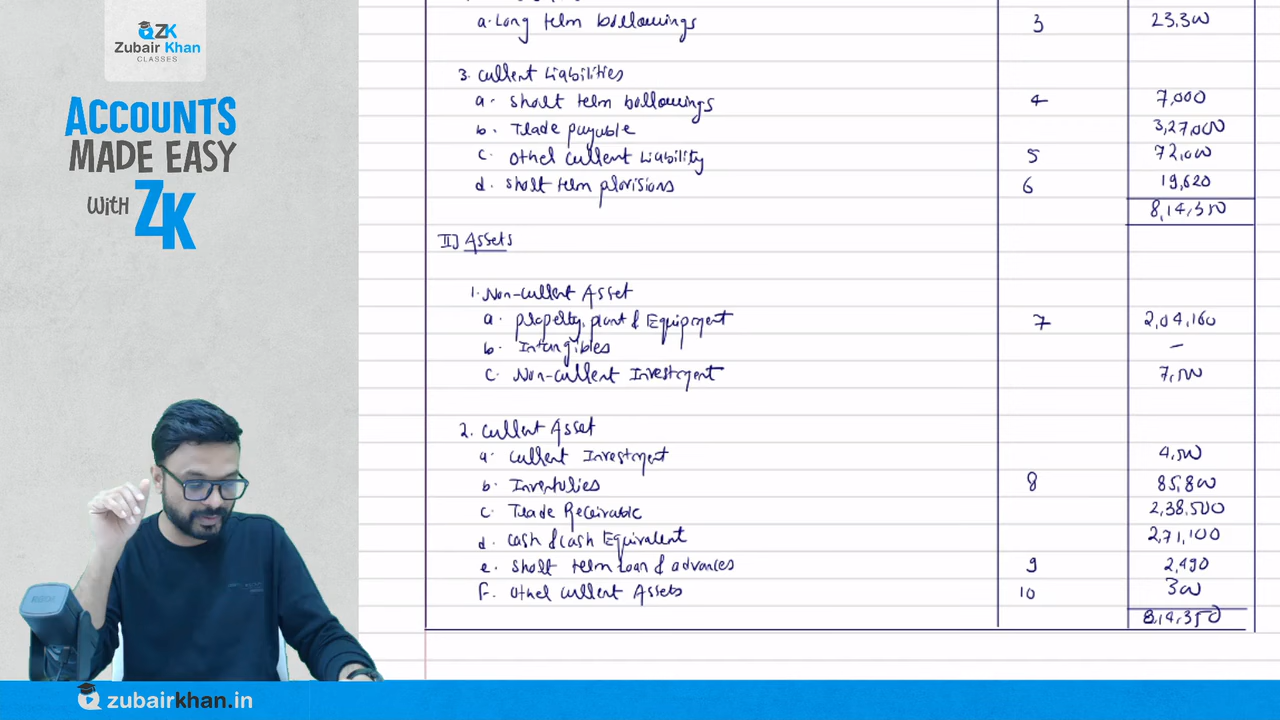 ZK
Zubair Khan
CLASSES
ACCOUNTS
MADE EASY
WITH ZK
a. Long term borrowings 3 23,300
3. Current Liabilities
a. Short term borrowings 4 7,000
b. Trade payable 3,27,000
c. Other current Liability 5 72,000
d. Short term provisions 6 19,620
8,14,350
II] Assets
1. Non-current Asset
a. Property, plant & Equipment 7 2,04,160
b. Intangibles –
c. Non-current Investment 7,500
2. Current Asset
a. Current Investment 4,500
b. Inventories 8 85,800
c. Trade Receivable 2,38,500
d. Cash & Cash Equivalent 2,71,100
e. Short term Loan & advances 9 2,490
f. Other current Assets 10 300
8,14,350
zubairkhan.in